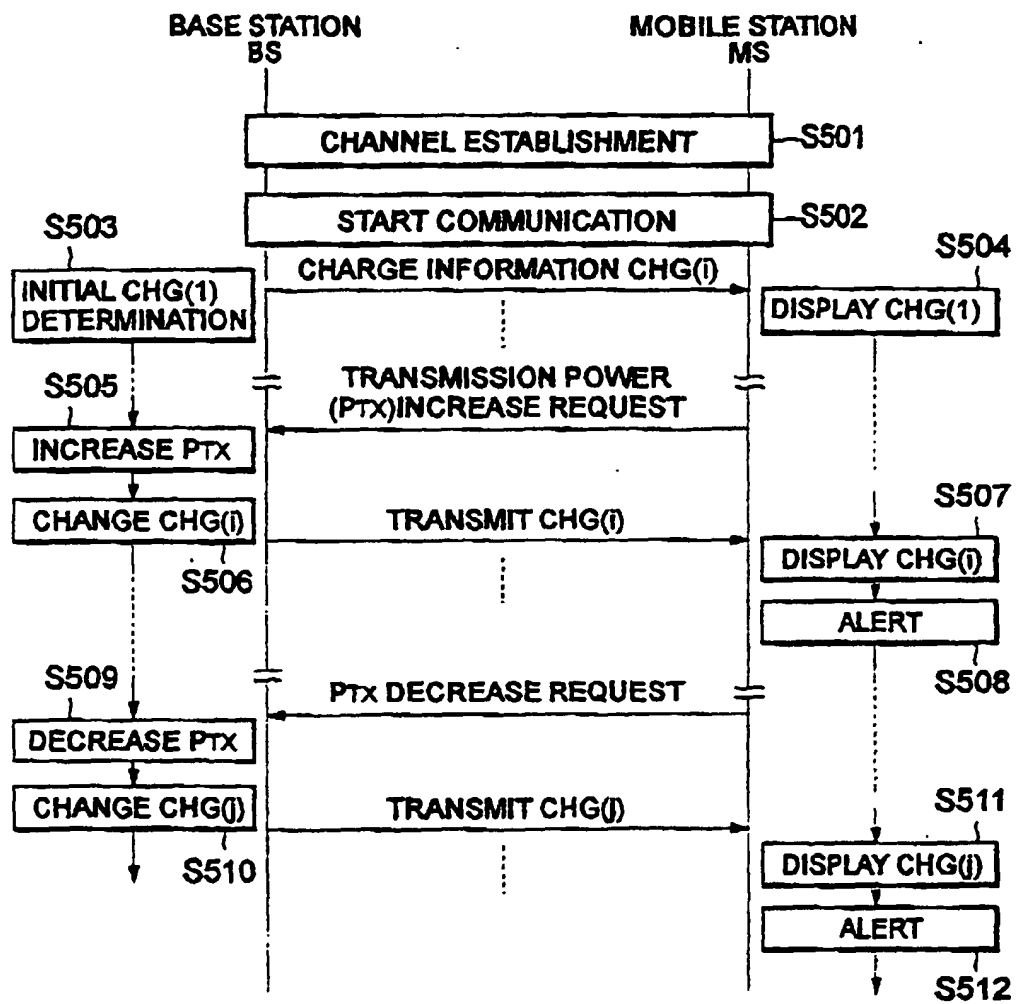 BASE STATION
BS
MOBILE STATION
MS
CHANNEL ESTABLISHMENT
S501
START COMMUNICATION
S502
S503
INITIAL CHG(1)
DETERMINATION
CHARGE INFORMATION CHG(i)
S504
DISPLAY CHG(1)
TRANSMISSION POWER
(PTX)INCREASE REQUEST
S505
INCREASE PTX
CHANGE CHG(i)
S506
TRANSMIT CHG(i)
S507
DISPLAY CHG(i)
ALERT
S508
PTX DECREASE REQUEST
S509
DECREASE PTX
CHANGE CHG(j)
S510
TRANSMIT CHG(j)
S511
DISPLAY CHG(j)
ALERT
S512